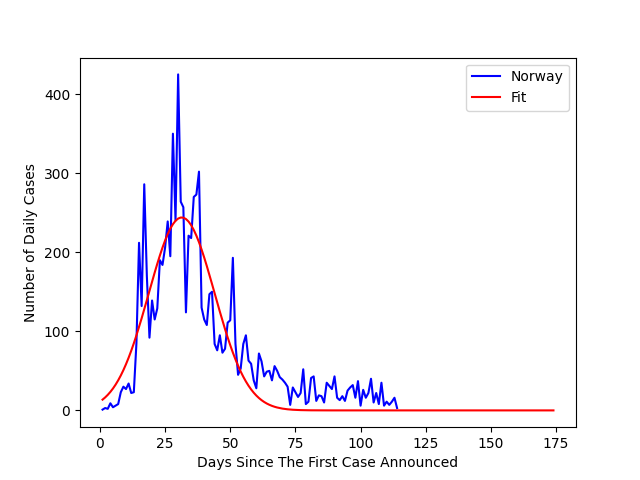 Norway
Fit
Number of Daily Cases
400
300
200
100
0
0 25 50 75 100 125 150 175
Days Since The First Case Announced